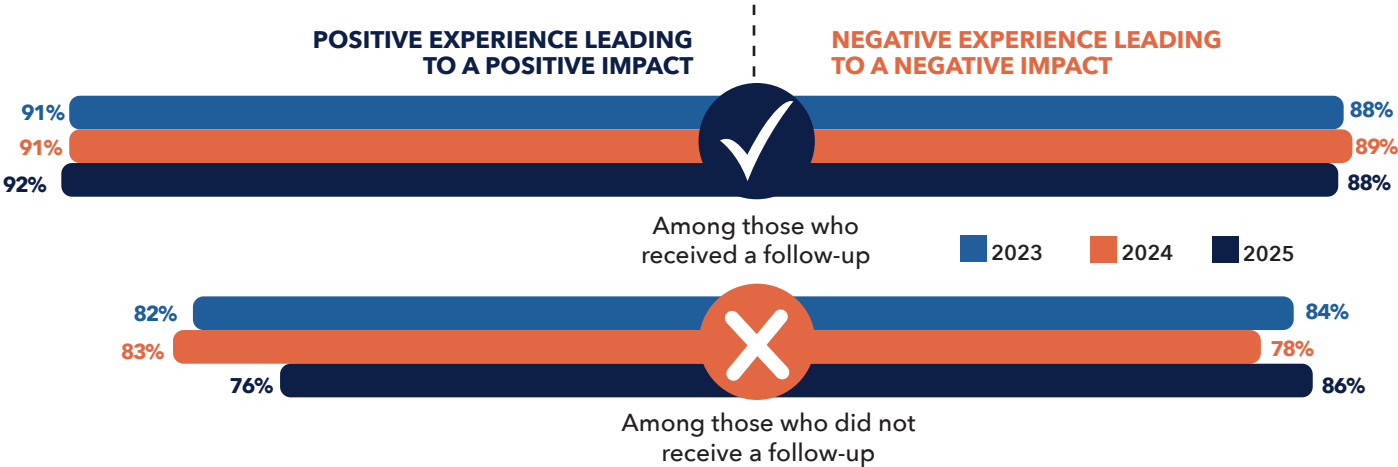 POSITIVE EXPERIENCE LEADING
TO A POSITIVE IMPACT
NEGATIVE EXPERIENCE LEADING
TO A NEGATIVE IMPACT
91%
88%
91%
89%
92%
88%
Among those who
received a follow-up
2023
2024
2025
82%
84%
83%
78%
76%
86%
Among those who did not
receive a follow-up